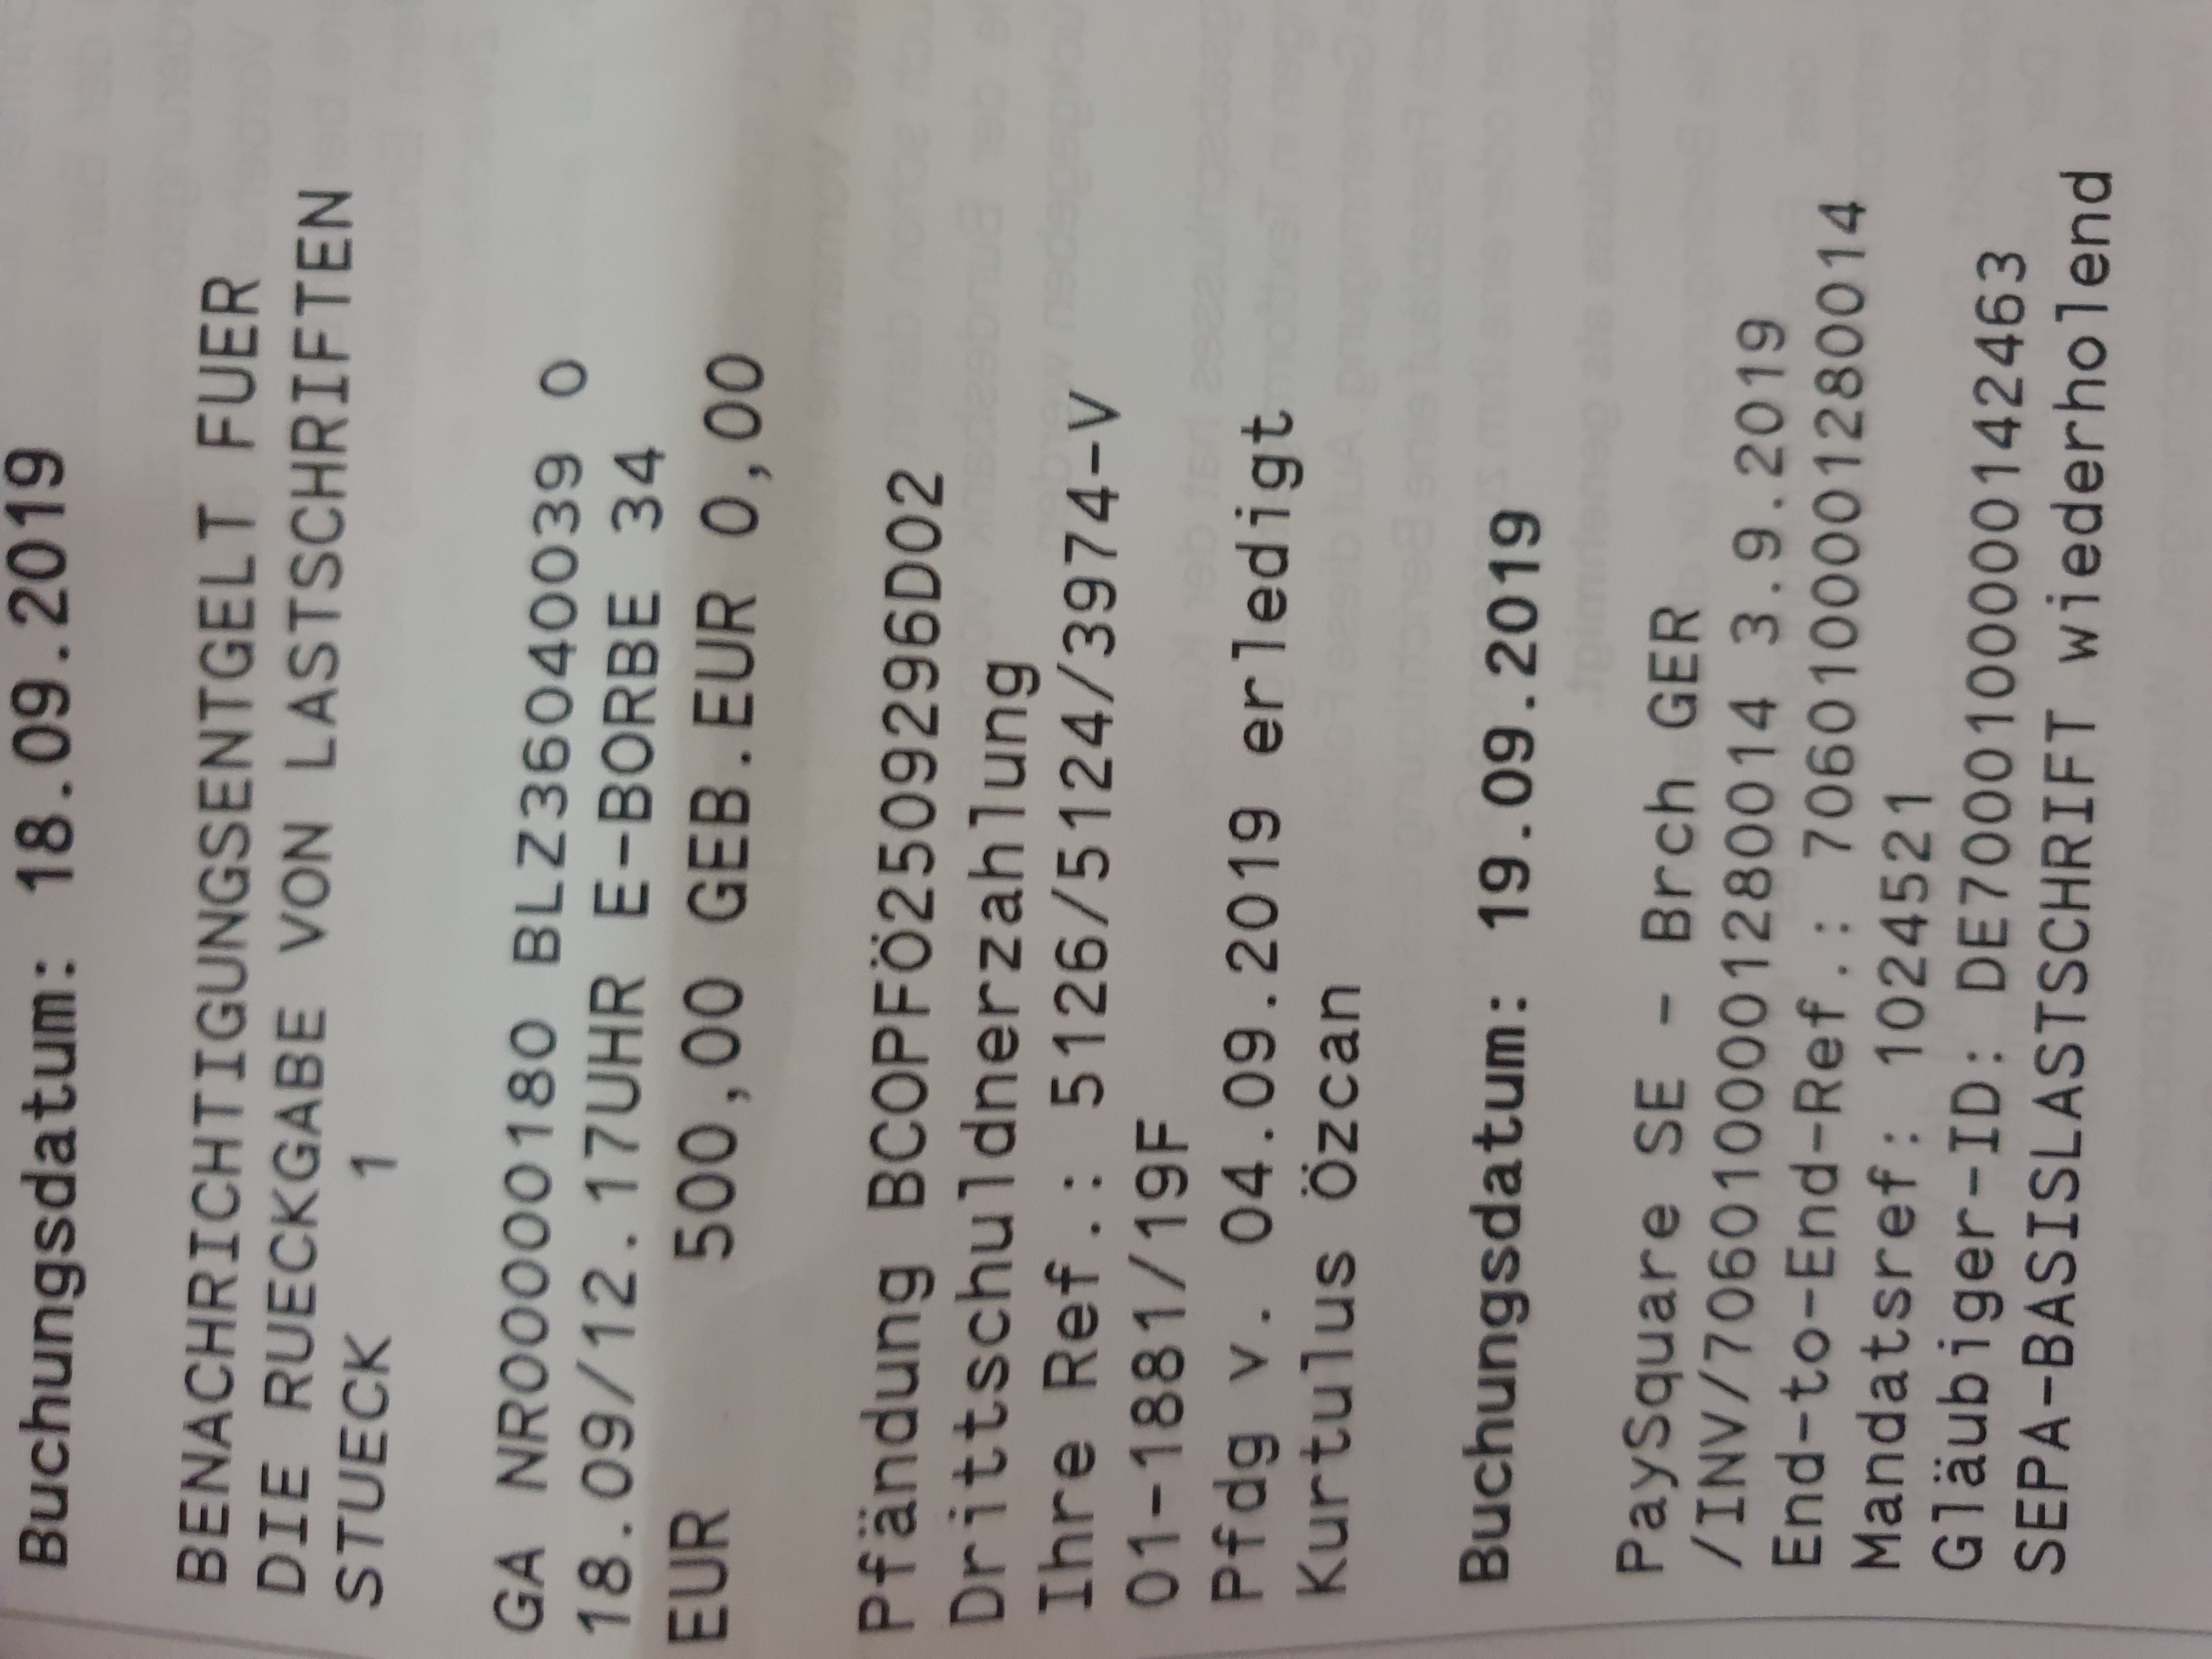 Buchungsdatum: 18.09.2019
BENACHRICHTIGUNGSENTGELT FUER
DIE RUECKGABE VON LASTSCHRIFTEN
STUECK 1
GA NR00000180 BLZ36040039 0
18.09/12.17UHR E-BORBE 34
EUR 500,00 GEB.EUR 0,00
Pfändung BCOPFÖ2509296D02
Drittschuldnerzahlung
Ihre Ref.: 5126/5124/3974-V
01-1881/19F
Pfdg v. 04.09.2019 erledigt
Kurtulus Özcan
Buchungsdatum: 19.09.2019
PaySquare SE - Brch GER
/INV/7060100001280014 3.9.2019
End-to-End-Ref.: 7060100001280014
Mandatsref: 1024521
Gläubiger-ID: DE7000100000142463
SEPA-BASISLASTSCHRIFT wiederholend